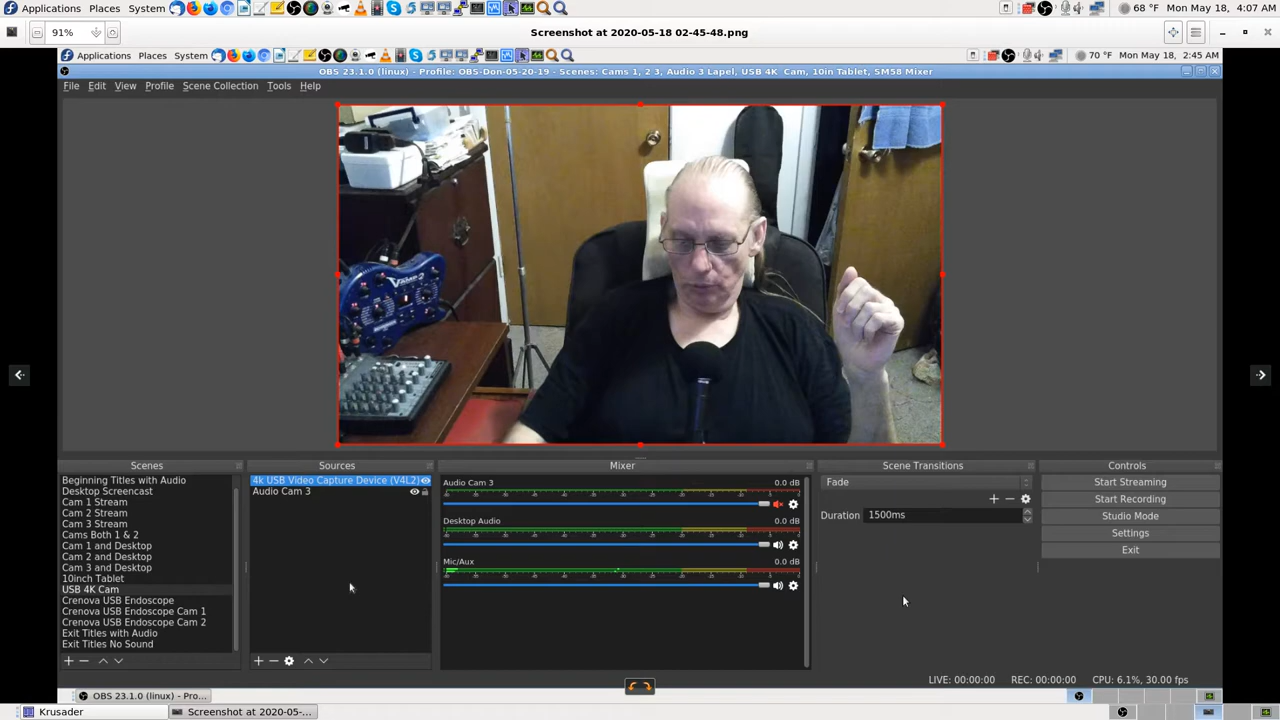 Applications Places System 68 °F Mon May 18, 4:07 AM
91% Screenshot at 2020-05-18 02-45-48.png
Applications Places System 70 °F Mon May 18, 2:45 AM
OBS 23.1.0 (linux) - Profile: OBS-Don-05-20-19 - Scenes: Cams 1, 2 3, Audio 3 Lapel, USB 4K Cam, 10in Tablet, SM58 Mixer
File Edit View Profile Scene Collection Tools Help
Scenes
Beginning Titles with Audio
Desktop Screencast
Cam 1 Stream
Cam 2 Stream
Cam 3 Stream
Cams Both 1 & 2
Cam 1 and Desktop
Cam 2 and Desktop
Cam 3 and Desktop
10inch Tablet
USB 4K Cam
Crenova USB Endoscope
Crenova USB Endoscope Cam 1
Crenova USB Endoscope Cam 2
Exit Titles with Audio
Exit Titles No Sound
Sources
4k USB Video Capture Device (V4L2)
Audio Cam 3
Mixer
Audio Cam 3 0.0 dB
Desktop Audio 0.0 dB
Mic/Aux 0.0 dB
Scene Transitions
Fade
Duration 1500ms
Controls
Start Streaming
Start Recording
Studio Mode
Settings
Exit
LIVE: 00:00:00 REC: 00:00:00 CPU: 6.1%, 30.00 fps
OBS 23.1.0 (linux) - Pro...
Krusader Screenshot at 2020-05-...